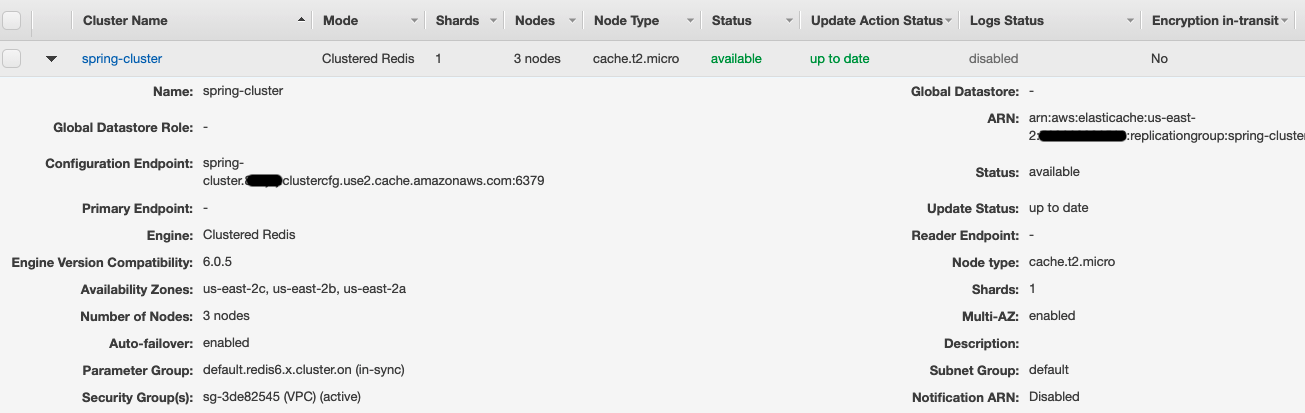 Cluster Name Mode Shards Nodes Node Type Status Update Action Status Logs Status Encryption in-transit
spring-cluster Clustered Redis 1 3 nodes cache.t2.micro available up to date disabled No
Name: spring-cluster
Global Datastore Role: -
Configuration Endpoint: spring-
cluster. clustercfg.use2.cache.amazonaws.com:6379
Primary Endpoint: -
Engine: Clustered Redis
Engine Version Compatibility: 6.0.5
Availability Zones: us-east-2c, us-east-2b, us-east-2a
Number of Nodes: 3 nodes
Auto-failover: enabled
Parameter Group: default.redis6.x.cluster.on (in-sync)
Security Group(s): sg-3de82545 (VPC) (active)
Global Datastore: -
ARN: arn:aws:elasticache:us-east-
2: :replicationgroup:spring-cluster
Status: available
Update Status: up to date
Reader Endpoint: -
Node type: cache.t2.micro
Shards: 1
Multi-AZ: enabled
Description:
Subnet Group: default
Notification ARN: Disabled